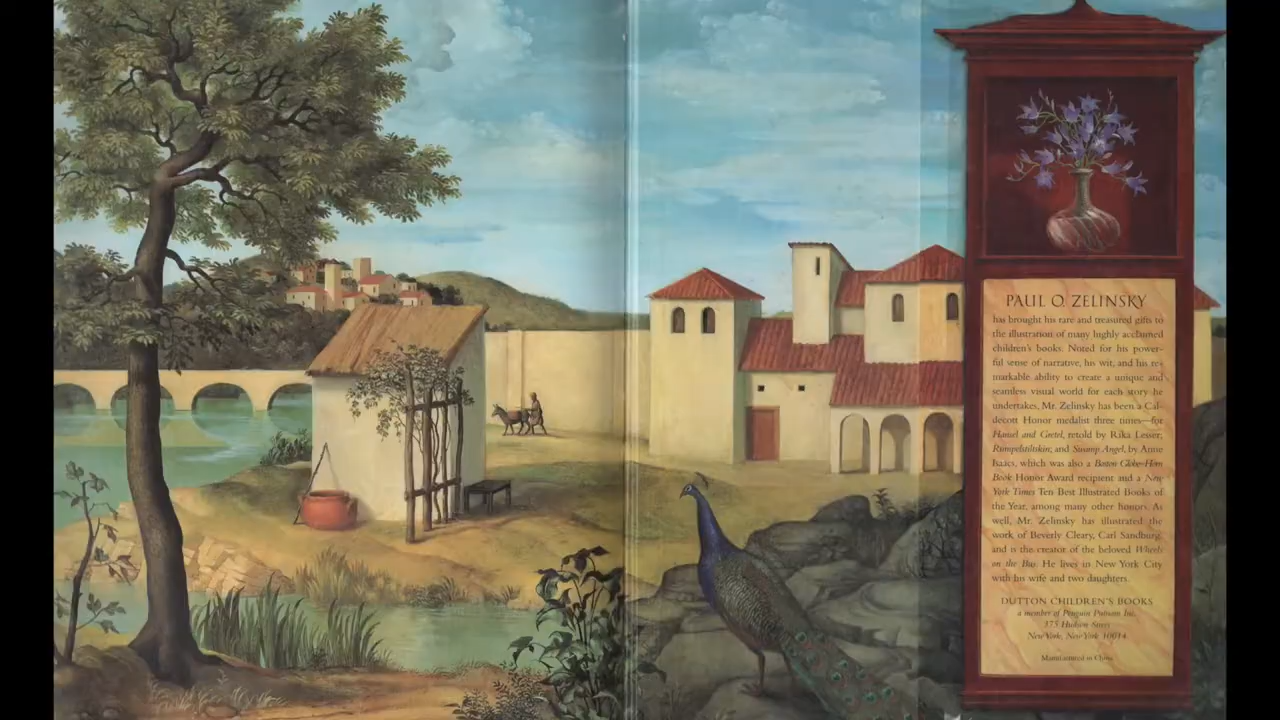 PAUL O. ZELINSKY
has brought his rare and treasured gifts to
the illustration of many highly acclaimed
children's books. Noted for his power-
ful sense of narrative, his wit, and his re-
markable ability to create a unique and
seamless visual world for each story he
undertakes, Mr. Zelinsky has been a Cal-
decott Honor medalist three times—for
Hansel and Gretel, retold by Rika Lesser;
Rumpelstiltskin; and Swamp Angel, by Anne
Isaacs, which was also a Boston Globe–Horn
Book Honor Award recipient and a New
York Times Ten Best Illustrated Books of
the Year, among many other honors. As
well, Mr. Zelinsky has illustrated the
work of Beverly Cleary, Carl Sandburg,
and is the creator of the beloved Wheels
on the Bus. He lives in New York City
with his wife and two daughters.
DUTTON CHILDREN'S BOOKS
a member of Penguin Putnam Inc.
375 Hudson Street
New York, New York 10014
Manufactured in China